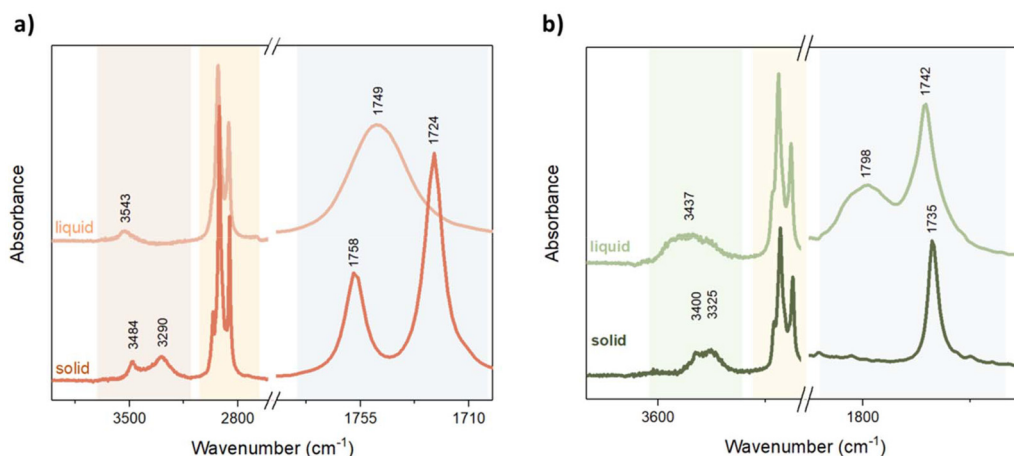 a)
Absorbance
liquid
solid
3543
3484
3290
1749
1758
1724
3500
2800
1755
1710
Wavenumber (cm⁻¹)
b)
Absorbance
liquid
solid
3437
3400
3325
1798
1742
1735
3600
1800
Wavenumber (cm⁻¹)